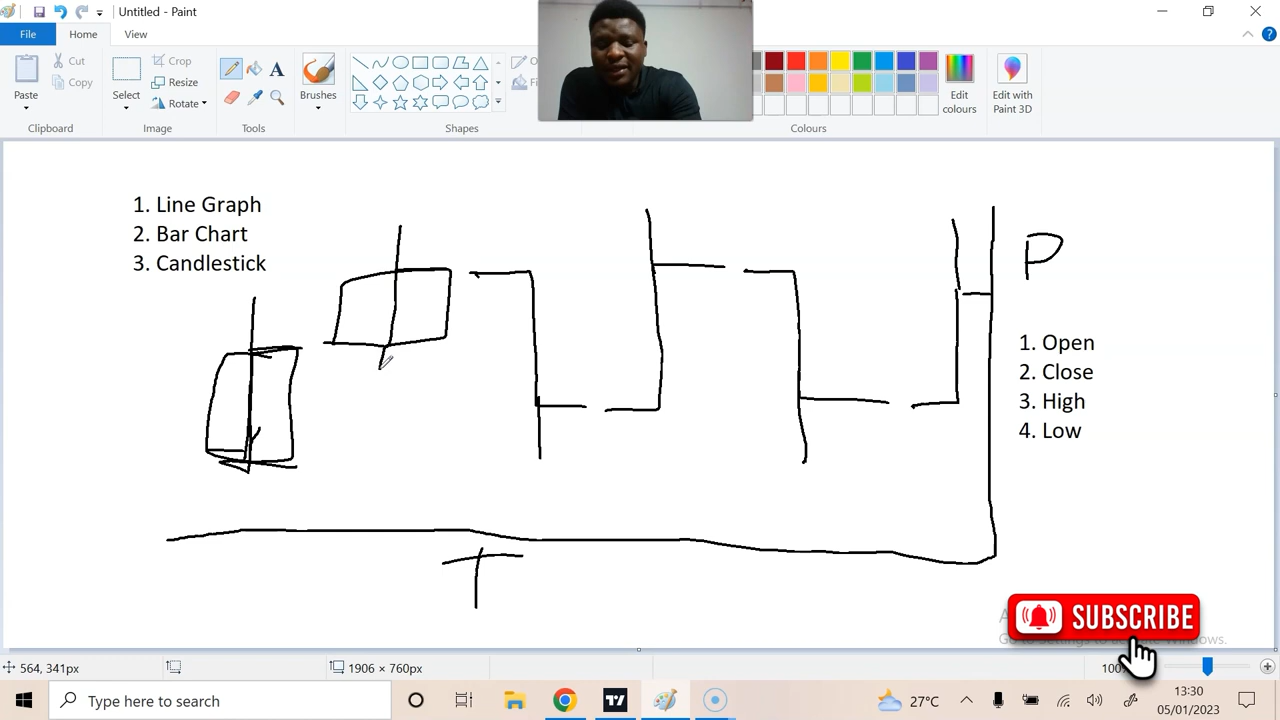 Untitled - Paint
File
Home
View
Paste
Cut
Copy
Clipboard
Select
Crop
Rotate
Image
Tools
Brushes
Shapes
Edit colours
Edit with Paint 3D
Colours
1. Line Graph
2. Bar Chart
3. Candlestick
P
1. Open
2. Close
3. High
4. Low
T
SUBSCRIBE
564, 341px
1906 × 760px
Type here to search
27°C
13:30
05/01/2023